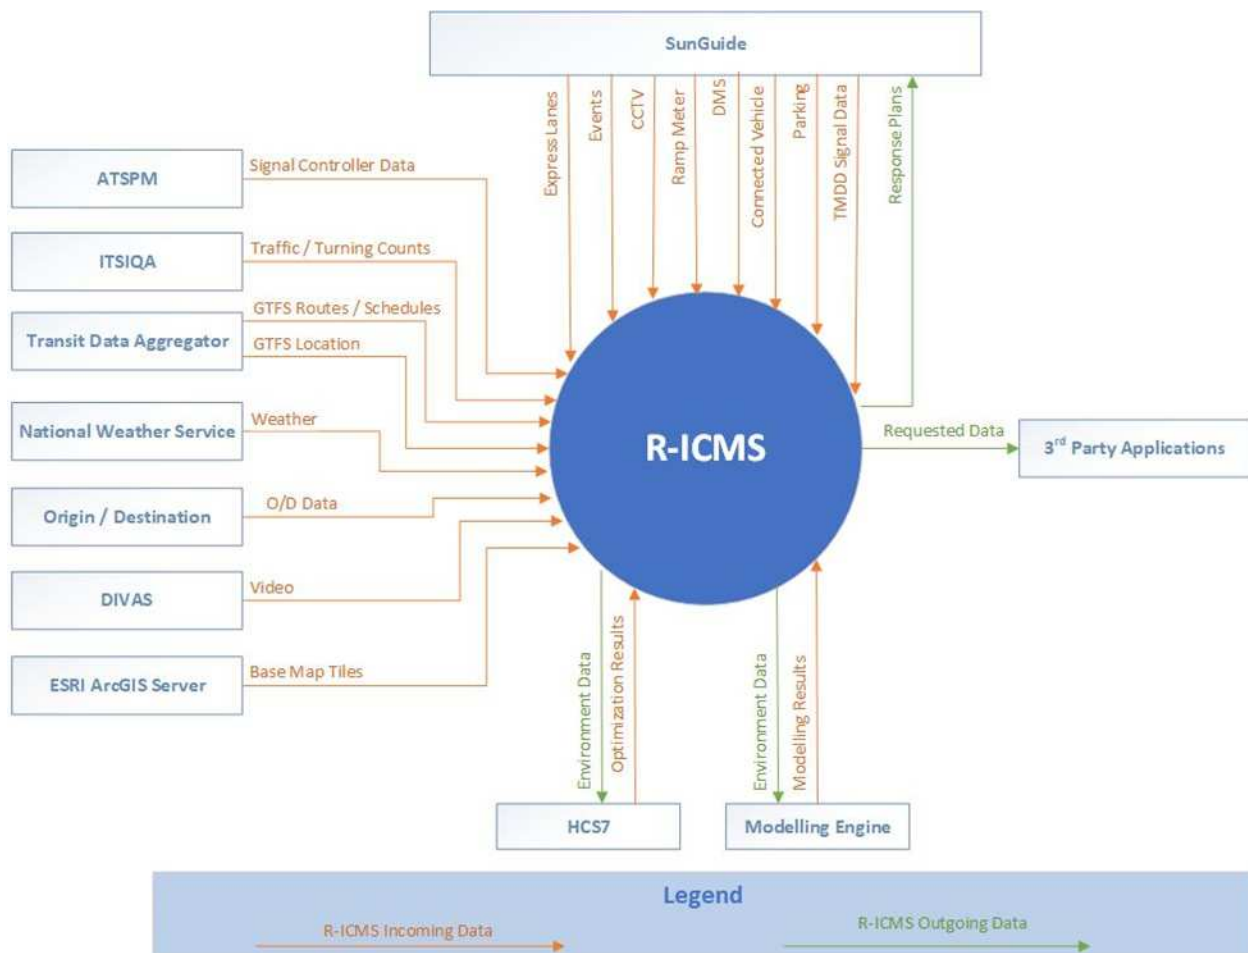 SunGuide
Express Lanes
Events
CCTV
Ramp Meter
DMS
Connected Vehicle
Parking
TMDD Signal Data
Response Plans
ATSPM
Signal Controller Data
ITSIQA
Traffic / Turning Counts
Transit Data Aggregator
GTFS Routes / Schedules
GTFS Location
National Weather Service
Weather
Origin / Destination
O/D Data
DIVAS
Video
ESRI ArcGIS Server
Base Map Tiles
R-ICMS
Requested Data
3rd Party Applications
Environment Data
Optimization Results
Environment Data
Modelling Results
HCS7
Modelling Engine
Legend
R-ICMS Incoming Data
R-ICMS Outgoing Data